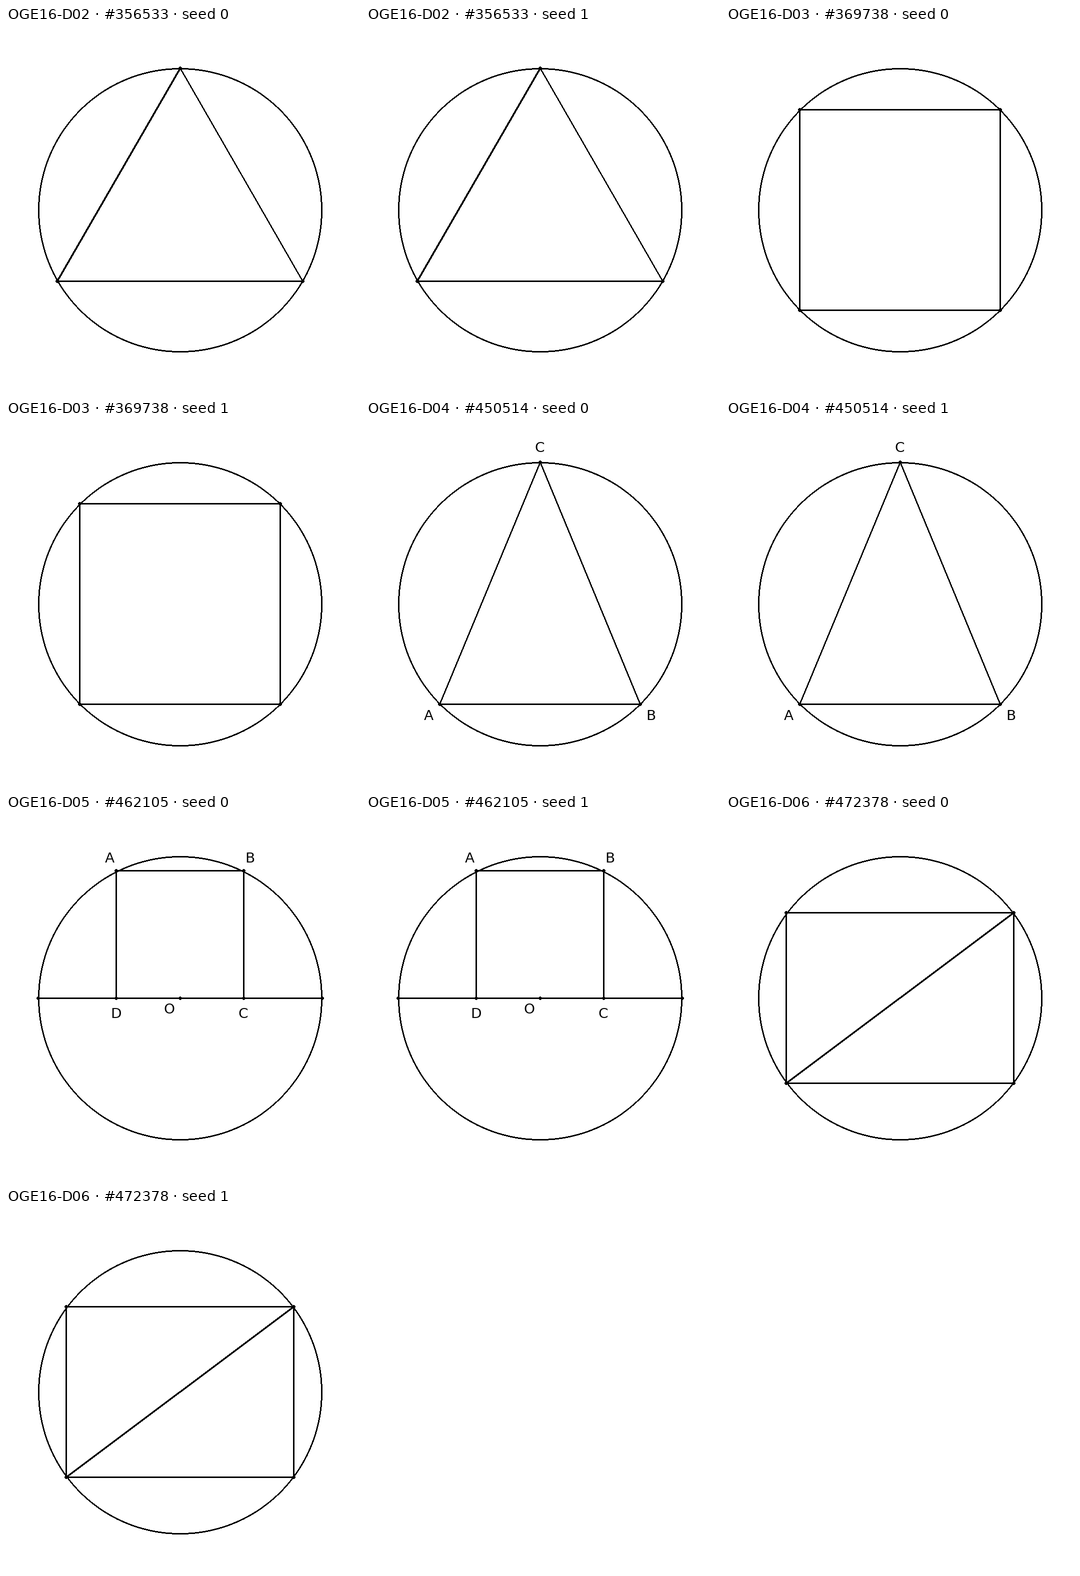 OGE16-D02 · #356533 · seed 0
OGE16-D02 · #356533 · seed 1
OGE16-D03 · #369738 · seed 0
OGE16-D03 · #369738 · seed 1
OGE16-D04 · #450514 · seed 0
C
A
B
OGE16-D04 · #450514 · seed 1
C
A
B
OGE16-D05 · #462105 · seed 0
A
B
D
O
C
OGE16-D05 · #462105 · seed 1
A
B
D
O
C
OGE16-D06 · #472378 · seed 0
OGE16-D06 · #472378 · seed 1